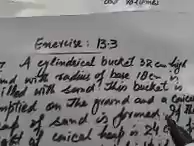 Exercise: 13.3
A cylindrical bucket 32 cm high
and with radius of base 18 cm
filled with sand. This bucket is
emptied on the ground and a conical
of sand is formed. If
of conical heap is 24